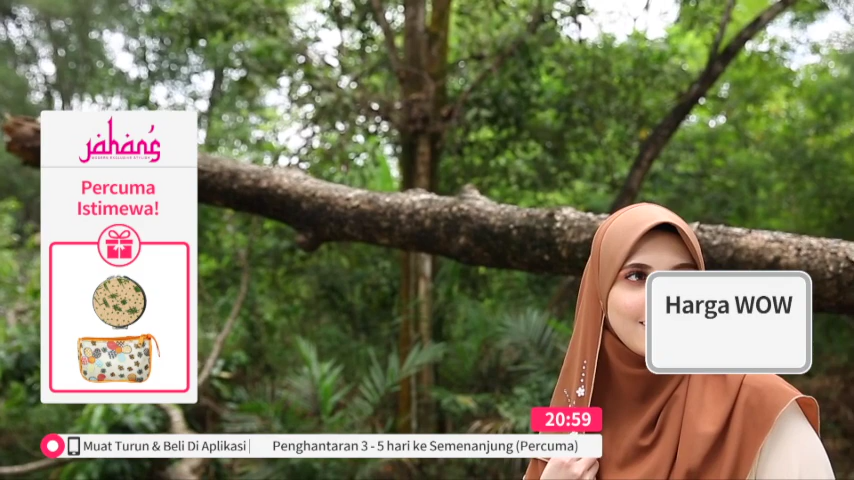 jahan's
Percuma
Istimewa!
Harga WOW
20:59
Muat Turun & Beli Di Aplikasi
Penghantaran 3 - 5 hari ke Semenanjung (Percuma)